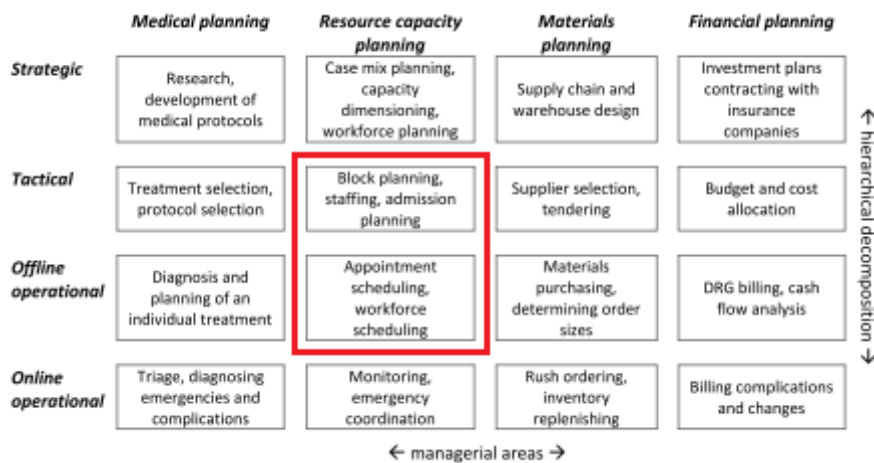 Medical planning
Resource capacity
planning
Materials
planning
Financial planning
Strategic
Research,
development of
medical protocols
Case mix planning,
capacity
dimensioning,
workforce planning
Supply chain and
warehouse design
Investment plans
contracting with
insurance
companies
Tactical
Treatment selection,
protocol selection
Block planning,
staffing, admission
planning
Supplier selection,
tendering
Budget and cost
allocation
Offline
operational
Diagnosis and
planning of an
individual treatment
Appointment
scheduling,
workforce
scheduling
Materials
purchasing,
determining order
sizes
DRG billing, cash
flow analysis
Online
operational
Triage, diagnosing
emergencies and
complications
Monitoring,
emergency
coordination
Rush ordering,
inventory
replenishing
Billing complications
and changes
← hierarchical decomposition →
← managerial areas →